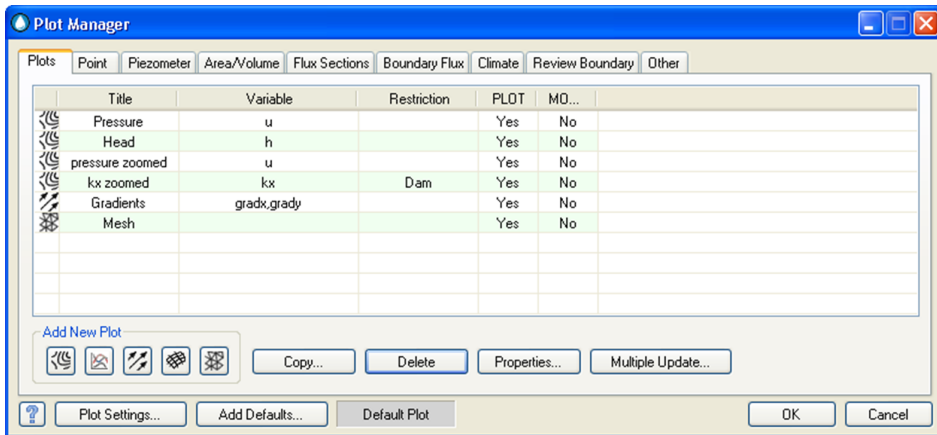 Plot Manager
Plots Point Piezometer Area/Volume Flux Sections Boundary Flux Climate Review Boundary Other
Title Variable Restriction PLOT MO...
Pressure u Yes No
Head h Yes No
pressure zoomed u Yes No
kx zoomed kx Dam Yes No
Gradients gradx,grady Yes No
Mesh Yes No
Add New Plot
Copy... Delete Properties... Multiple Update...
? Plot Settings... Add Defaults... Default Plot OK Cancel